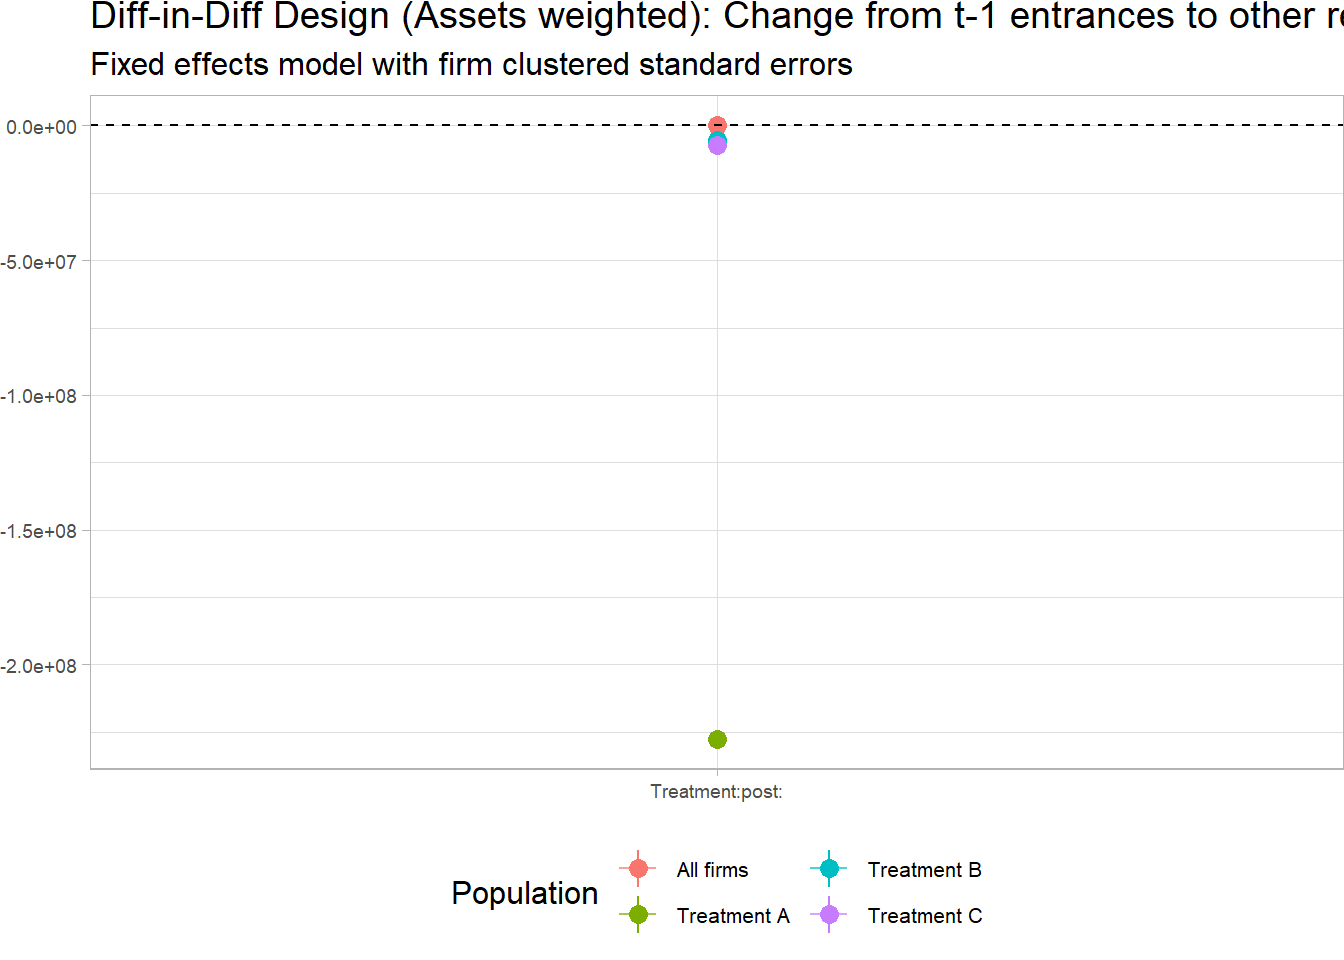 Diff-in-Diff Design (Assets weighted): Change from t-1 entrances to other
Fixed effects model with firm clustered standard errors
0.0e+00
-5.0e+07
-1.0e+08
-1.5e+08
-2.0e+08
Treatment:post:
Population
All firms
Treatment B
Treatment A
Treatment C